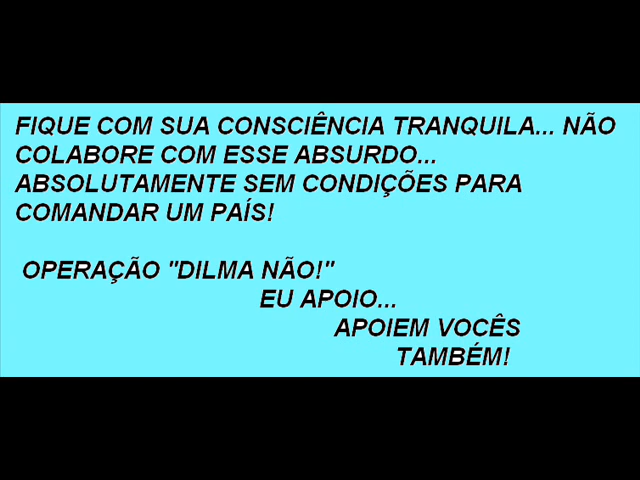 FIQUE COM SUA CONSCIÊNCIA TRANQUILA... NÃO
COLABORE COM ESSE ABSURDO...
ABSOLUTAMENTE SEM CONDIÇÕES PARA
COMANDAR UM PAÍS!
OPERAÇÃO "DILMA NÃO!"
EU APOIO...
APOIEM VOCÊS
TAMBÉM!